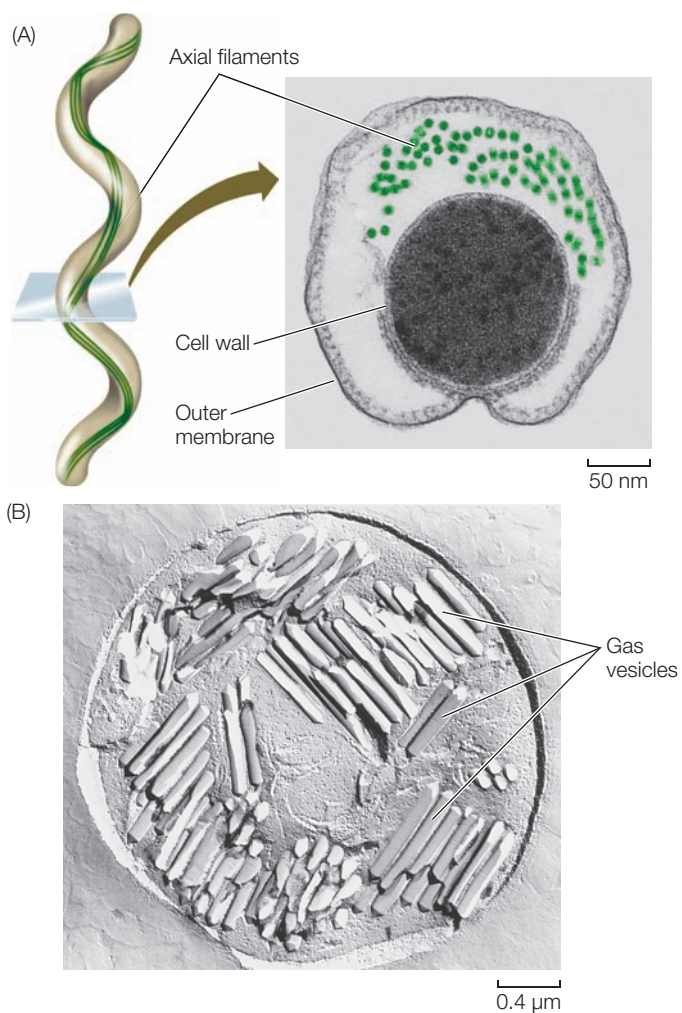 (A)
Axial filaments
Cell wall
Outer
membrane
50 nm
(B)
Gas
vesicles
0.4 µm